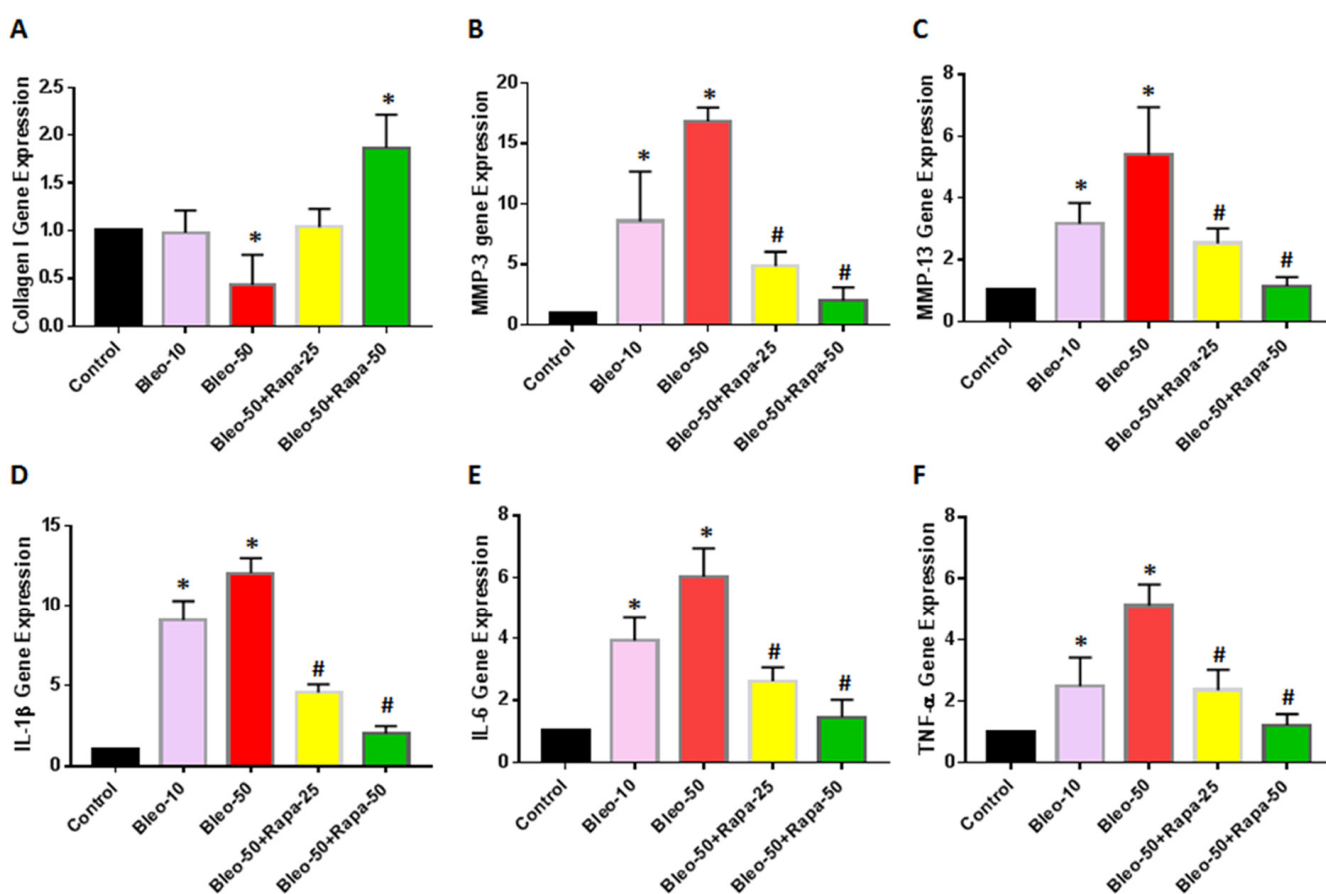 A
Collagen I Gene Expression
2.5
2.0
1.5
1.0
0.5
0.0
*
*
Control
Bleo-10
Bleo-50
Bleo-50+Rapa-25
Bleo-50+Rapa-50
B
MMP-3 gene Expression
20
15
10
5
0
*
*
#
#
Control
Bleo-10
Bleo-50
Bleo-50+Rapa-25
Bleo-50+Rapa-50
C
MMP-13 Gene Expression
8
6
4
2
0
*
*
#
#
Control
Bleo-10
Bleo-50
Bleo-50+Rapa-25
Bleo-50+Rapa-50
D
IL-1β Gene Expression
15
10
5
0
*
*
#
#
Control
Bleo-10
Bleo-50
Bleo-50+Rapa-25
Bleo-50+Rapa-50
E
IL-6 Gene Expression
8
6
4
2
0
*
*
#
#
Control
Bleo-10
Bleo-50
Bleo-50+Rapa-25
Bleo-50+Rapa-50
F
TNF-α Gene Expression
8
6
4
2
0
*
*
#
#
Control
Bleo-10
Bleo-50
Bleo-50+Rapa-25
Bleo-50+Rapa-50